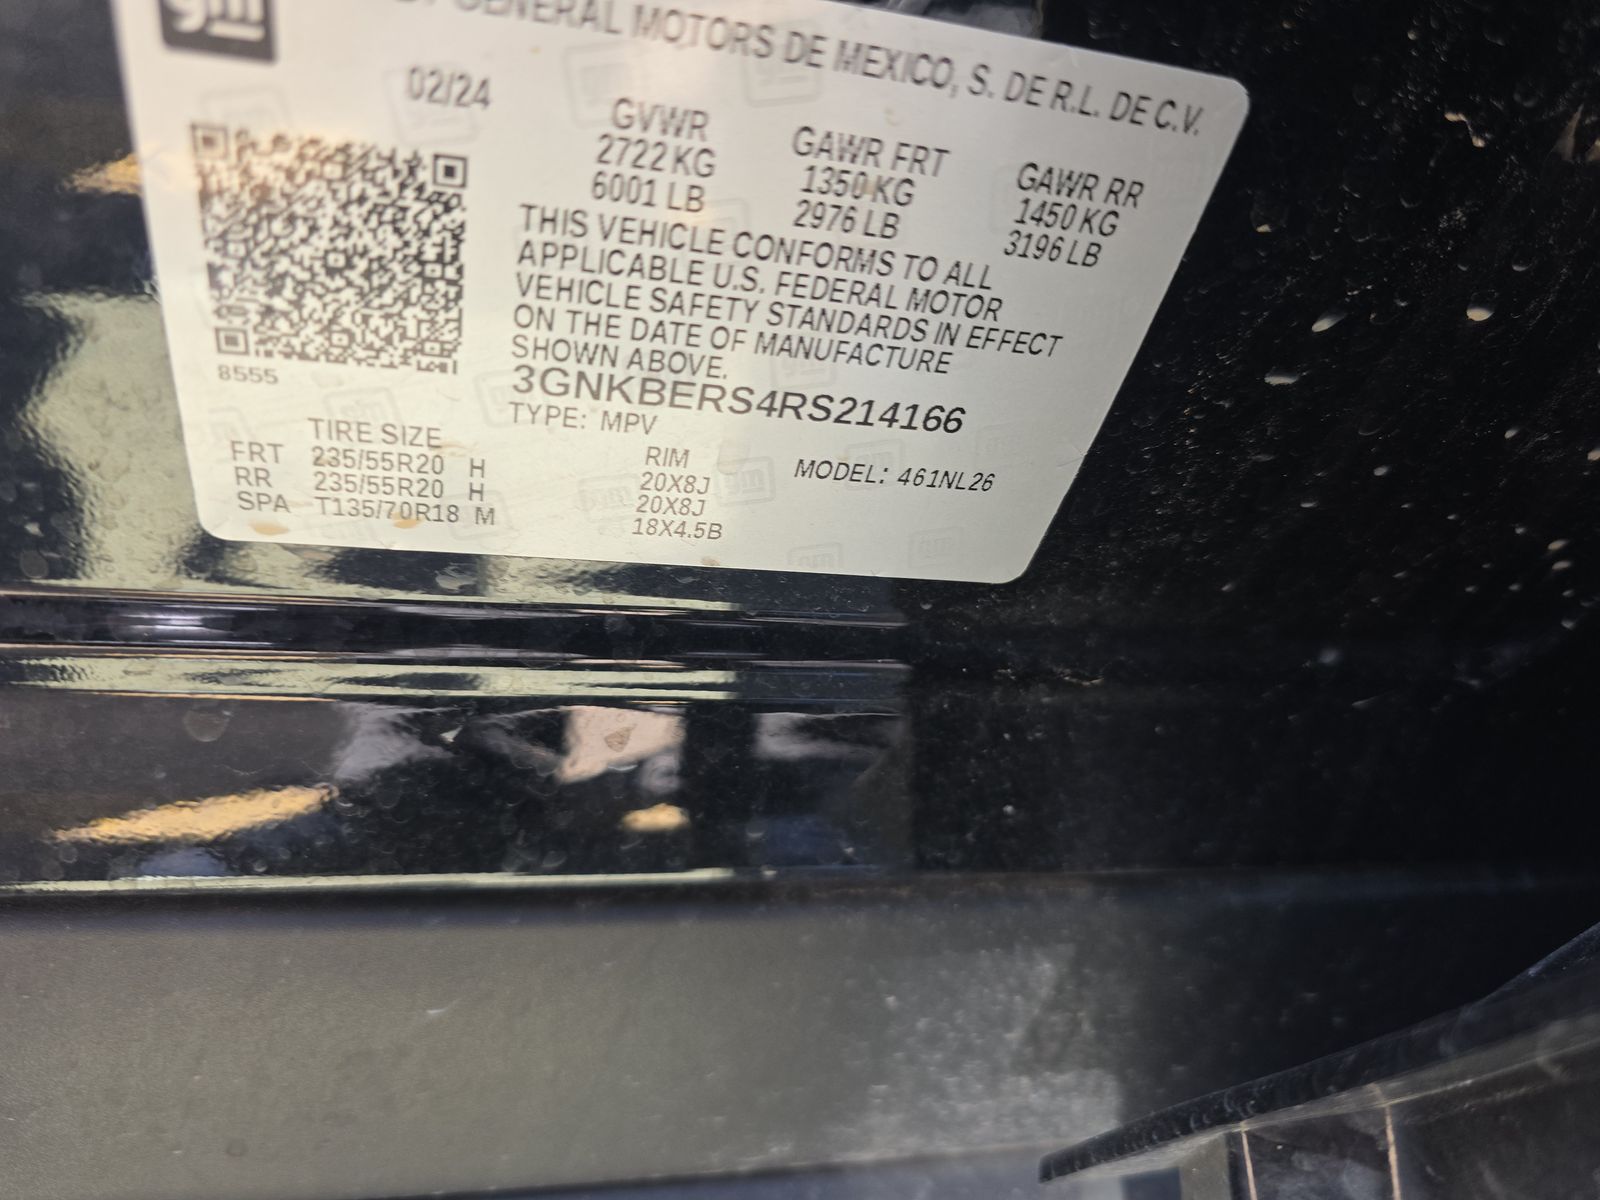 gm
GENERAL MOTORS DE MEXICO, S. DE R.L. DE C.V.
02/24
GVWR
2722 KG
6001 LB
GAWR FRT
1350 KG
2976 LB
GAWR RR
1450 KG
3196 LB
THIS VEHICLE CONFORMS TO ALL
APPLICABLE U.S. FEDERAL MOTOR
VEHICLE SAFETY STANDARDS IN EFFECT
ON THE DATE OF MANUFACTURE
SHOWN ABOVE.
8555
3GNKBERS4RS214166
TYPE: MPV
MODEL: 461NL26
TIRE SIZE RIM
FRT 235/55R20 H 20X8J
RR 235/55R20 H 20X8J
SPA T135/70R18 M 18X4.5B